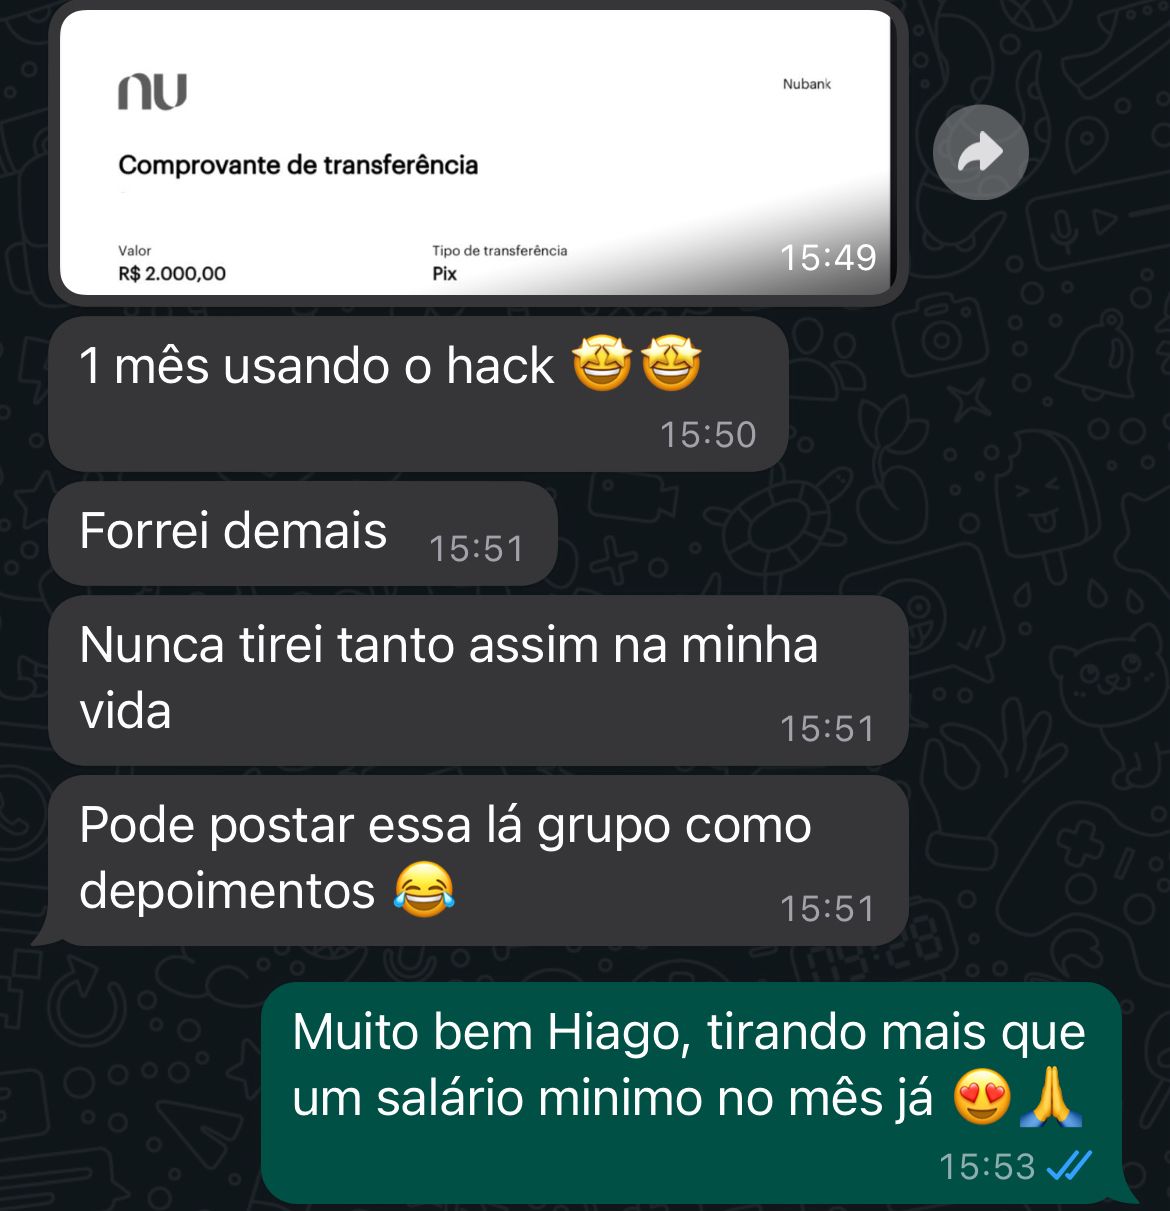 nu
Nubank
Comprovante de transferência
Valor
Tipo de transferência
R$ 2.000,00
Pix
15:49
1 mês usando o hack 🤩🤩
15:50
Forrei demais
15:51
Nunca tirei tanto assim na minha
vida
15:51
Pode postar essa lá grupo como
depoimentos 😂
15:51
Muito bem Hiago, tirando mais que
um salário minimo no mês já 😍🙏
15:53